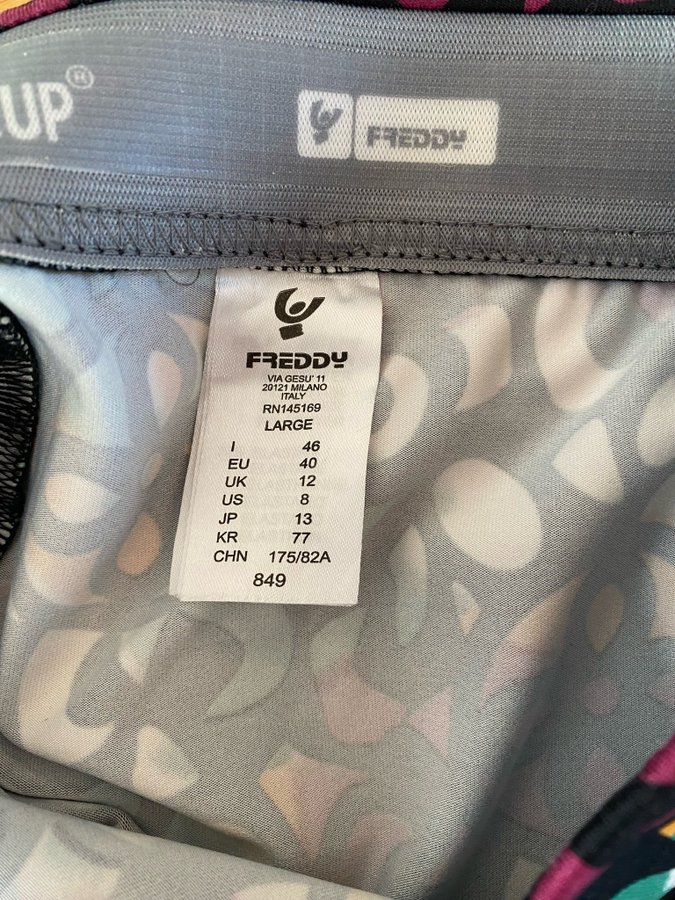 UP®
FREDDY
FREDDY
VIA GESU' 11
20121 MILANO
ITALY
RN145169
LARGE
I 46
EU 40
UK 12
US 8
JP 13
KR 77
CHN 175/82A
849